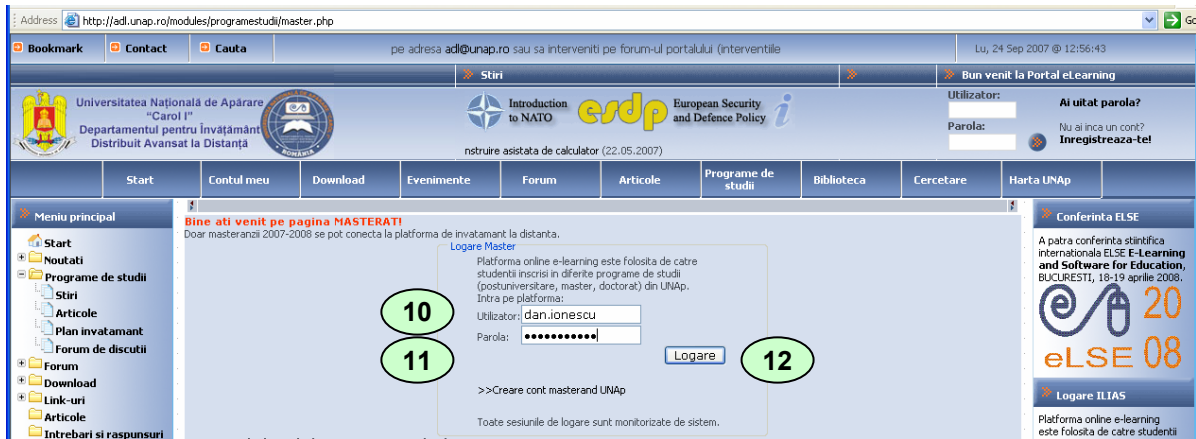 Address http://adl.unap.ro/modules/programestudii/master.php Go
Bookmark Contact Cauta pe adresa adl@unap.ro sau sa interveniti pe forum-ul portalului (interventiile Lu, 24 Sep 2007 @ 12:56:43
Stiri Bun venit la Portal eLearning
Universitatea Națională de Apărare
"Carol I"
Departamentul pentru Învățământ
Distribuit Avansat la Distanță
ROMANIA
Introduction
to NATO
esdp
European Security
and Defence Policy
i
nstruire asistata de calculator (22.05.2007)
Utilizator:
Parola:
Ai uitat parola?
Nu ai inca un cont?
Inregistreaza-te!
Start Contul meu Download Evenimente Forum Articole Programe de studii Biblioteca Cercetare Harta UNAp
Meniu principal
Start
Noutati
Programe de studii
Stiri
Articole
Plan invatamant
Forum de discutii
Forum
Download
Link-uri
Articole
Intrebari si raspunsuri
Bine ati venit pe pagina MASTERAT!
Doar masteranzii 2007-2008 se pot conecta la platforma de invatamant la distanta.
Logare Master
Platforma online e-learning este folosita de catre
studentii inscrisi in diferite programe de studii
(postuniversitare, master, doctorat) din UNAp.
Intra pe platforma:
10 Utilizator: dan.ionescu
11 Parola: •••••••••••
Logare 12
>>Creare cont masterand UNAp
Toate sesiunile de logare sunt monitorizate de sistem.
Conferinta ELSE
A patra conferinta stiintifica
internationala ELSE E-Learning
and Software for Education,
BUCURESTI, 18-19 aprilie 2008.
20
eLSE 08
Logare ILIAS
Platforma online e-learning
este folosita de catre studentii